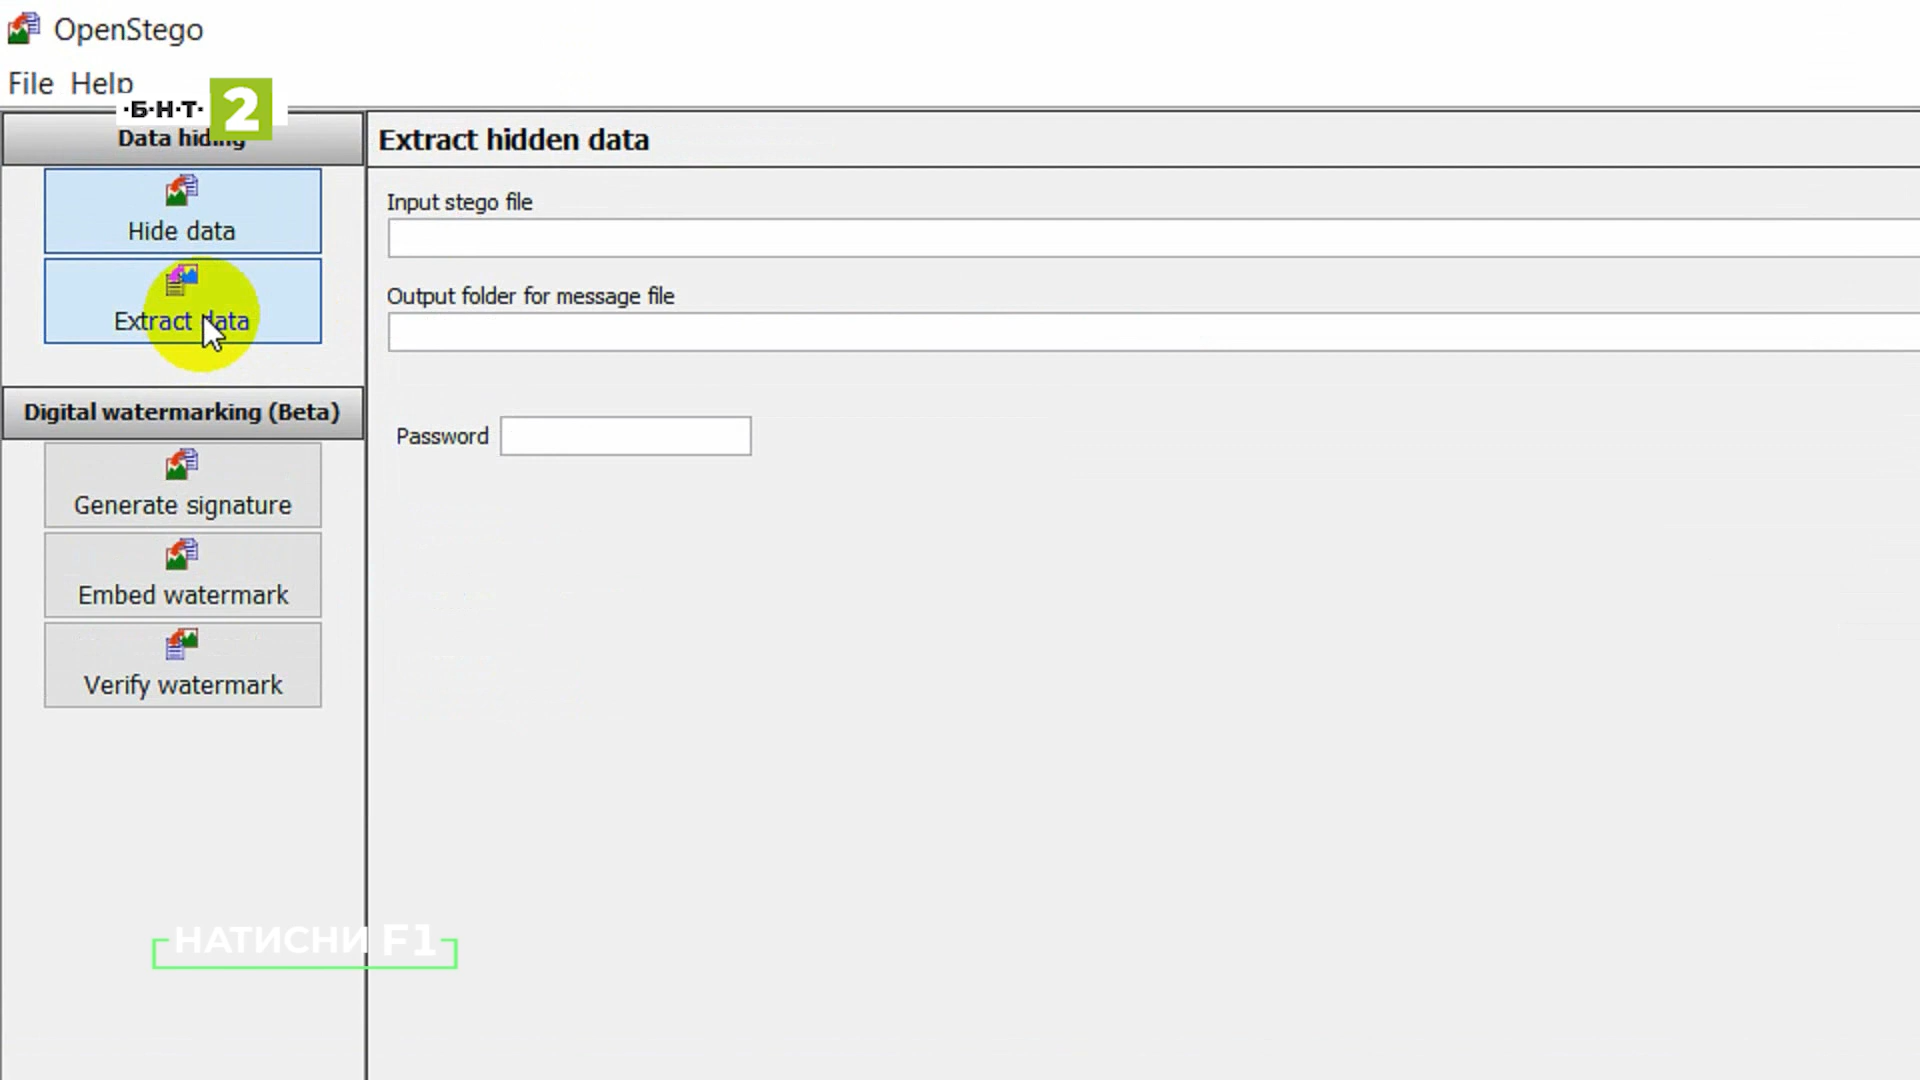 OpenStego
File Help
·Б·Н·Т· 2
Data hiding
Extract hidden data
Hide data
Input stego file
Extract data
Output folder for message file
Digital watermarking (Beta)
Password
Generate signature
Embed watermark
Verify watermark
НАТИСНИ F1